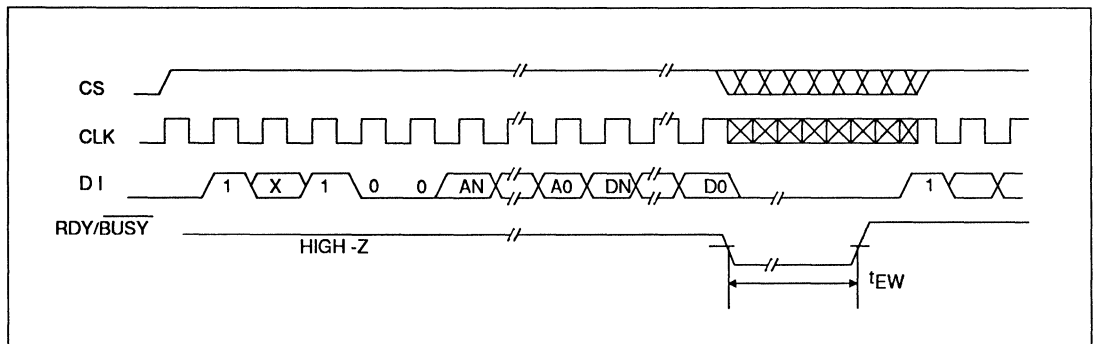 CS
CLK
DI 1 X 1 0 0 AN A0 DN D0 1
RDY/BUSY
HIGH -Z
tEW